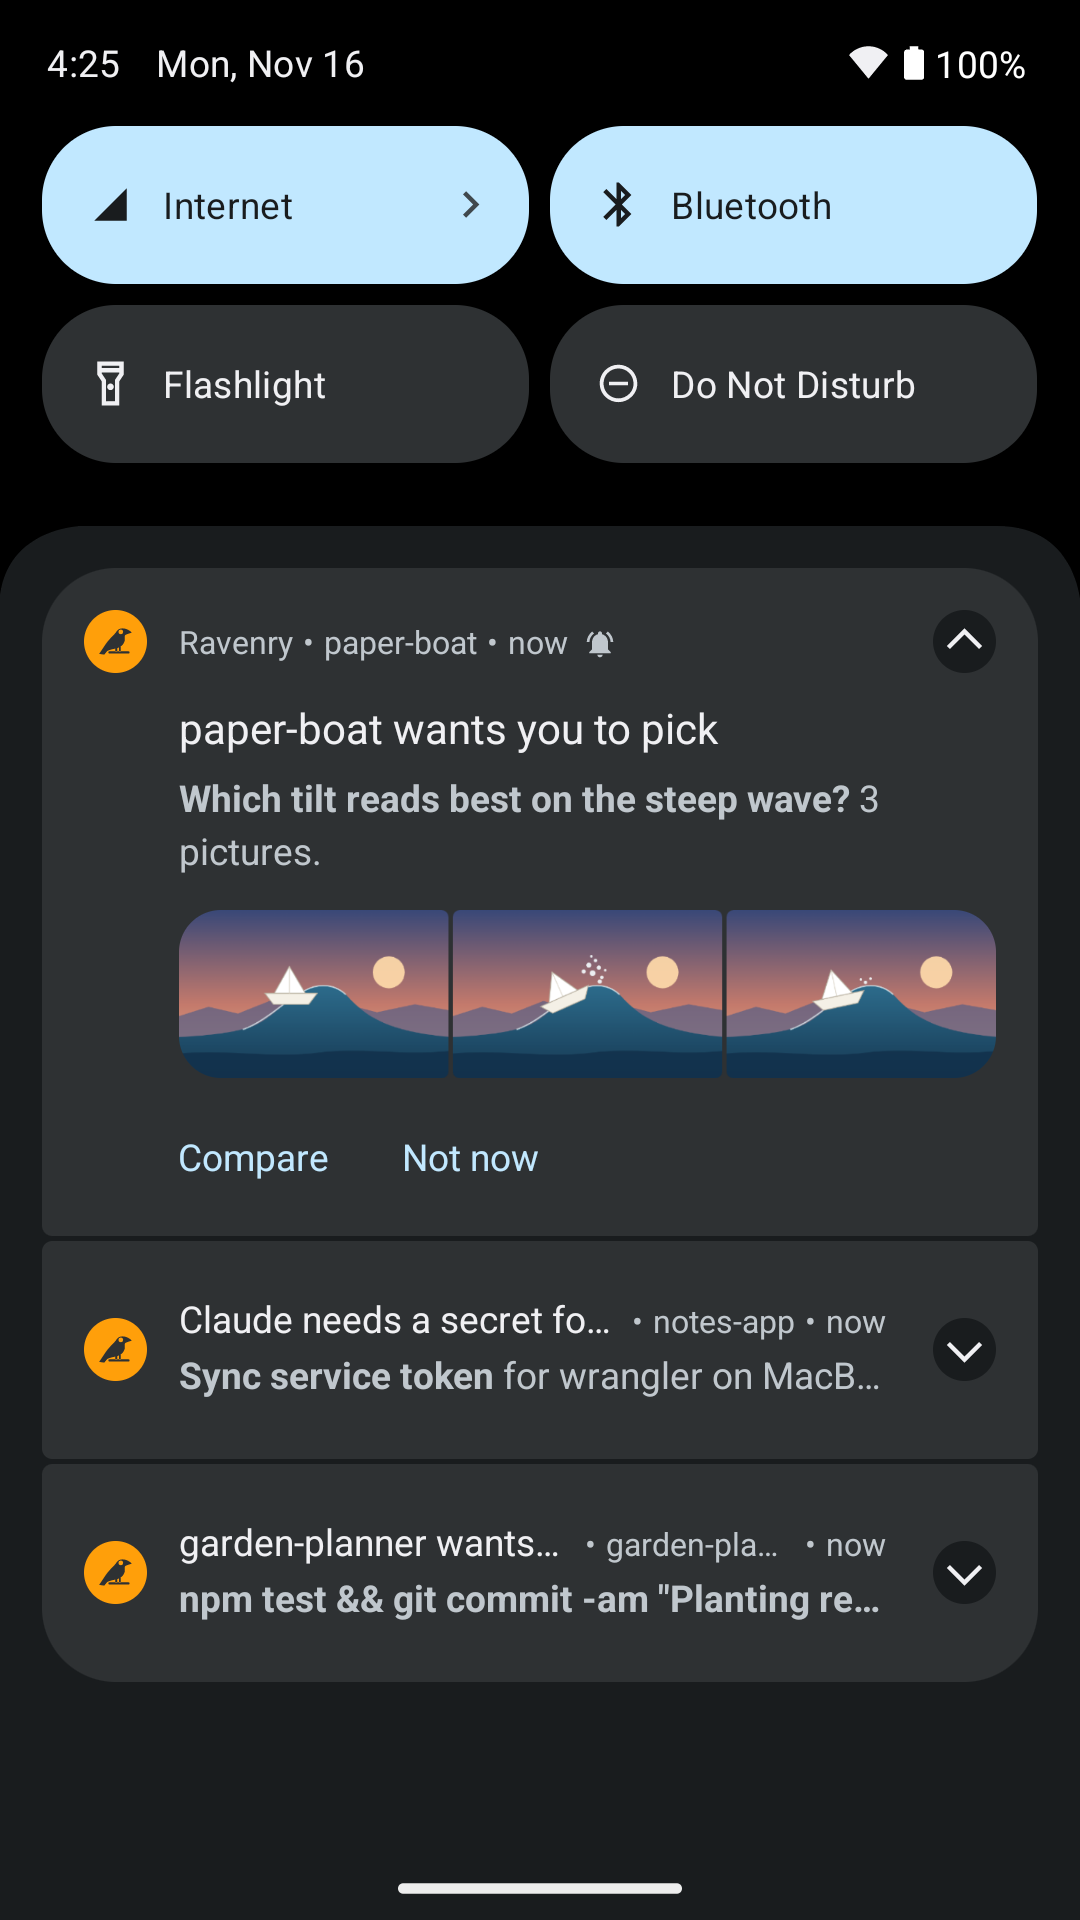 4:25 Mon, Nov 16 100%
Internet
Bluetooth
Flashlight
Do Not Disturb
Ravenry • paper-boat • now
paper-boat wants you to pick
Which tilt reads best on the steep wave? 3
pictures.
Compare Not now
Claude needs a secret fo… • notes-app • now
Sync service token for wrangler on MacB…
garden-planner wants… • garden-pla… • now
npm test && git commit -am "Planting re…